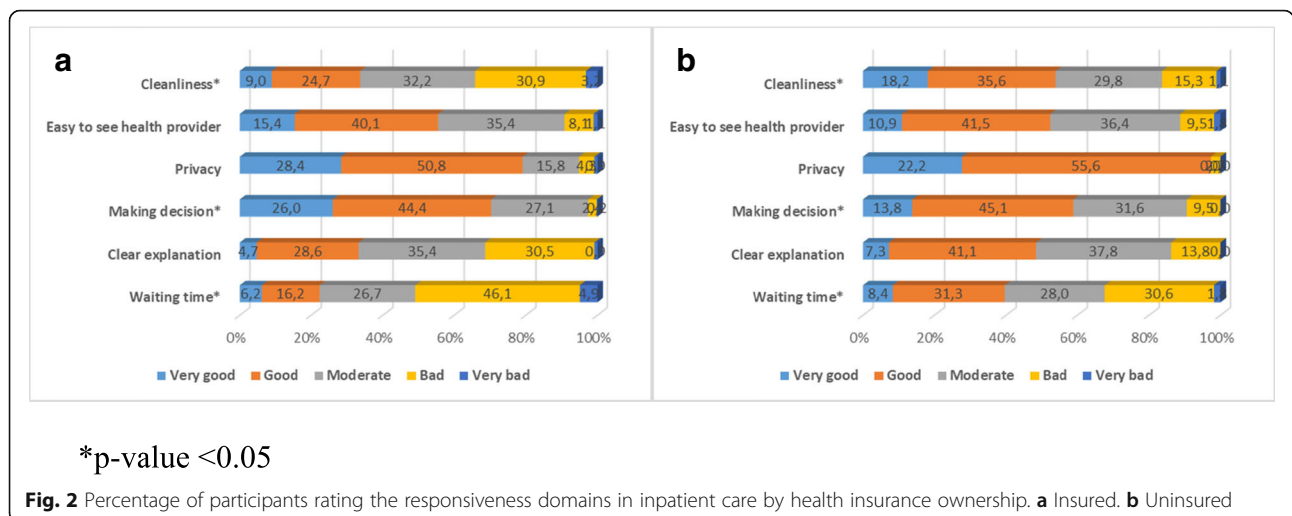 a
Cleanliness* 9,0 24,7 32,2 30,9
Easy to see health provider 15,4 40,1 35,4 8,1
Privacy 28,4 50,8 15,8
Making decision* 26,0 44,4 27,1
Clear explanation 4,7 28,6 35,4 30,5
Waiting time* 6,2 16,2 26,7 46,1 4,9
0% 20% 40% 60% 80% 100%
Very good Good Moderate Bad Very bad
b
Cleanliness* 18,2 35,6 29,8 15,3
Easy to see health provider 10,9 41,5 36,4 9,5
Privacy 22,2 55,6
Making decision* 13,8 45,1 31,6 9,5
Clear explanation 7,3 41,1 37,8 13,8
Waiting time* 8,4 31,3 28,0 30,6
0% 20% 40% 60% 80% 100%
Very good Good Moderate Bad Very bad
*p-value <0.05
Fig. 2 Percentage of participants rating the responsiveness domains in inpatient care by health insurance ownership. a Insured. b Uninsured